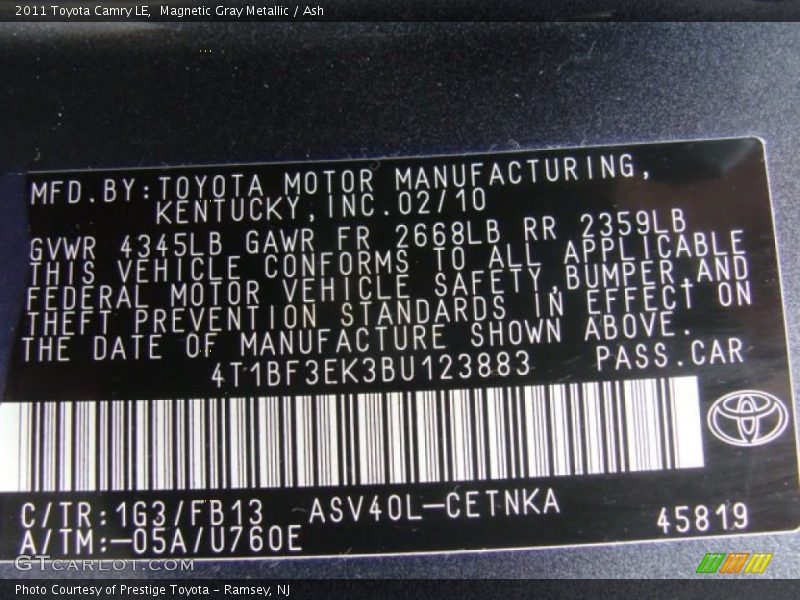 2011 Toyota Camry LE,  Magnetic Gray Metallic / Ash
MFD.BY:TOYOTA MOTOR MANUFACTURING,
KENTUCKY,INC.02/10
GVWR 4345LB GAWR FR 2668LB RR 2359LB
THIS VEHICLE CONFORMS TO ALL APPLICABLE
FEDERAL MOTOR VEHICLE SAFETY,BUMPER,AND
THEFT PREVENTION STANDARDS IN EFFECT ON
THE DATE OF MANUFACTURE SHOWN ABOVE.
4T1BF3EK3BU123883 PASS.CAR
C/TR:1G3/FB13 ASV40L-CETNKA
A/TM:-05A/U760E 45819
GTCARLOT.COM
Photo Courtesy of Prestige Toyota - Ramsey, NJ